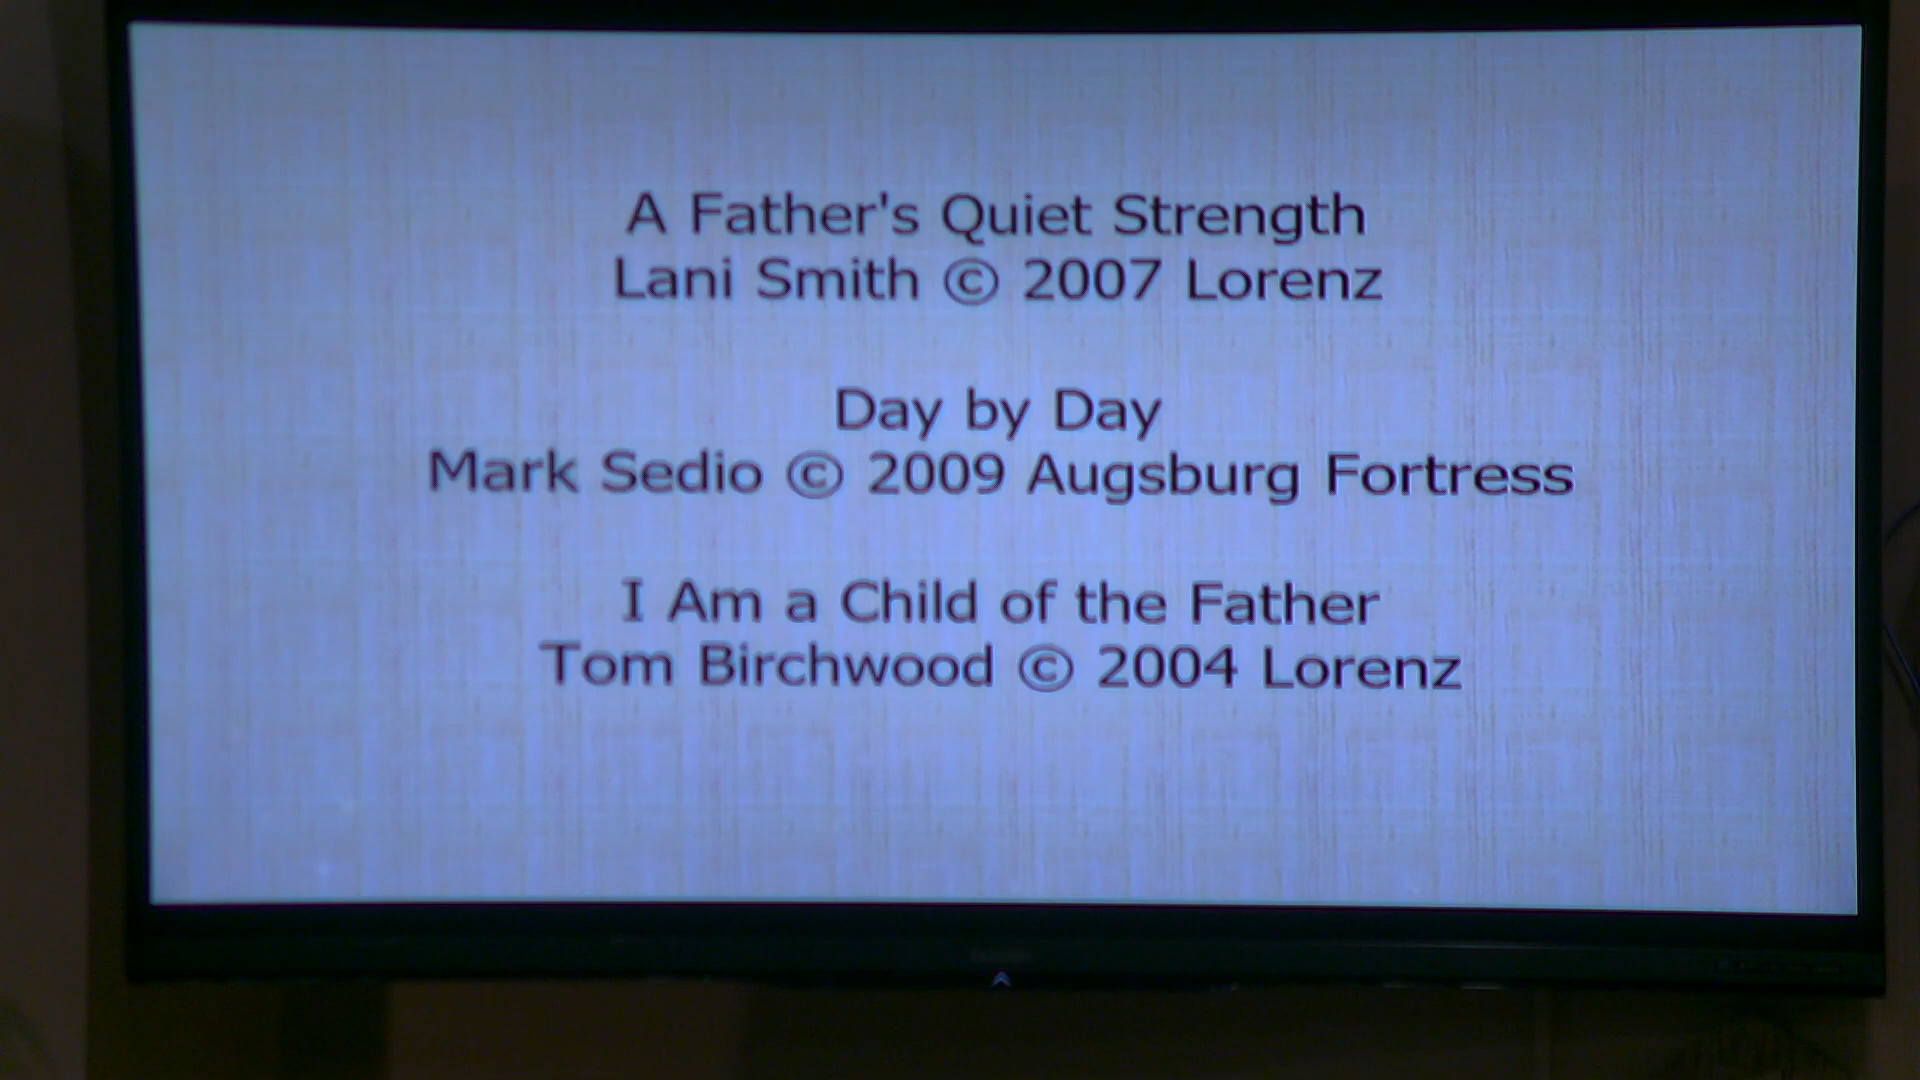 A Father's Quiet Strength
Lani Smith © 2007 Lorenz
Day by Day
Mark Sedio © 2009 Augsburg Fortress
I Am a Child of the Father
Tom Birchwood © 2004 Lorenz